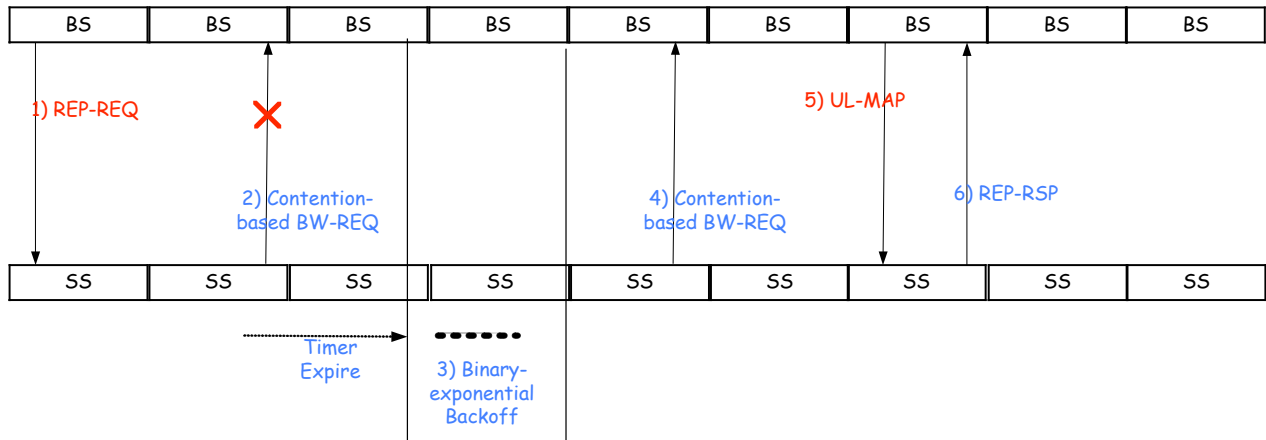 BS BS BS BS BS BS BS BS BS
1) REP-REQ
5) UL-MAP
2) Contention-
based BW-REQ
4) Contention-
based BW-REQ
6) REP-RSP
SS SS SS SS SS SS SS SS SS
Timer
Expire
3) Binary-
exponential
Backoff